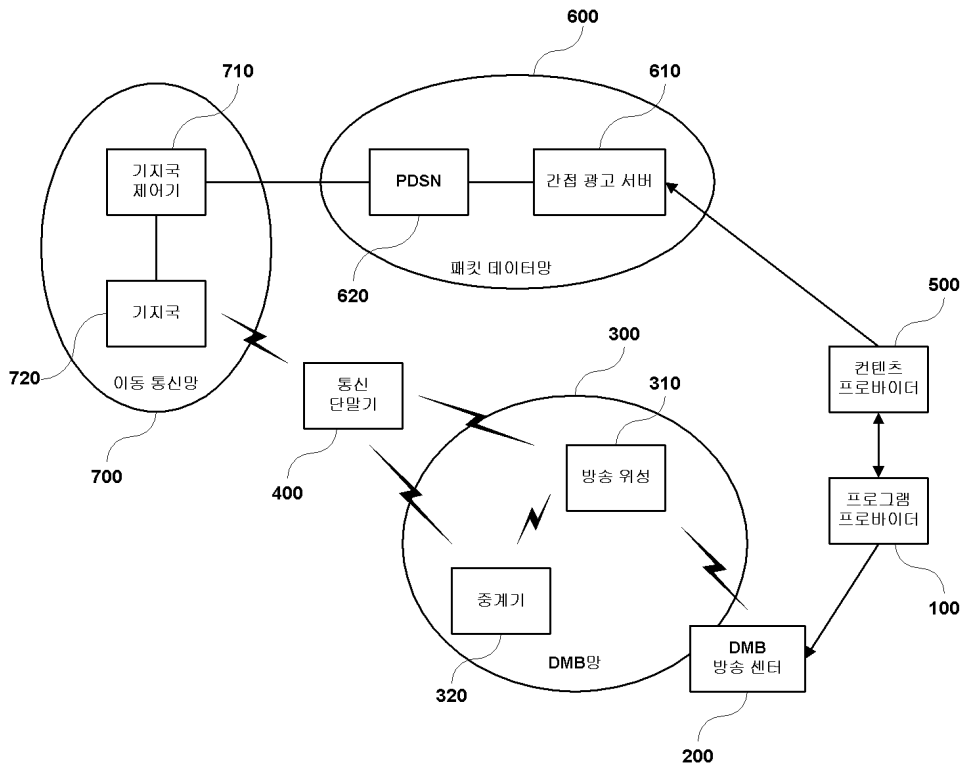 600
710
610
기지국
제어기
PDSN
간접 광고 서버
620
패킷 데이터망
500
기지국
300
720
이동 통신망
통신
단말기
310
컨텐츠
프로바이더
700
400
방송 위성
프로그램
프로바이더
중계기
100
320
DMB망
DMB
방송 센터
200